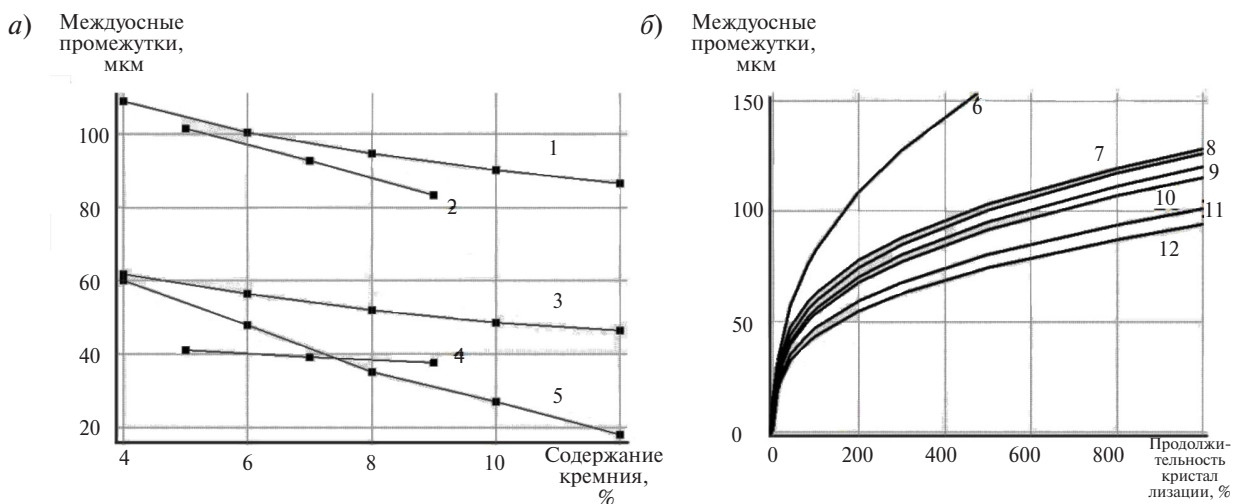 а)
Междуосные
промежутки,
мкм
100
80
60
40
20
1
2
3
4
5
4
6
8
10
Содержание
кремния,
%
б)
Междуосные
промежутки,
мкм
150
100
50
0
6
7
8
9
10
11
12
0
200
400
600
800
Продолжи-
тельность
кристал
лизации, %